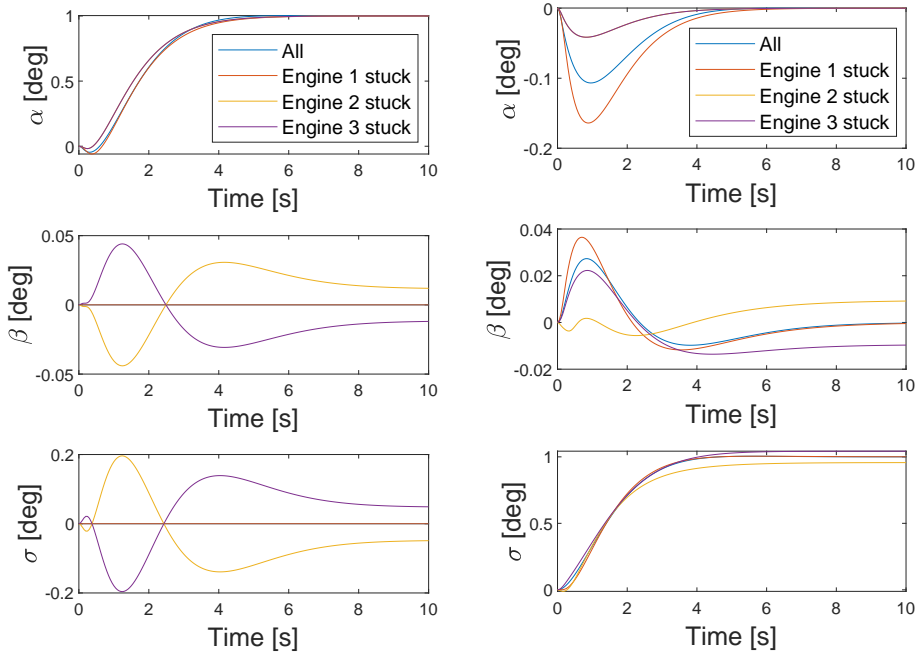 1
0.5
0
α [deg]
All
Engine 1 stuck
Engine 2 stuck
Engine 3 stuck
0 2 4 6 8 10
Time [s]
0
-0.1
-0.2
α [deg]
All
Engine 1 stuck
Engine 2 stuck
Engine 3 stuck
0 2 4 6 8 10
Time [s]
0.05
0
-0.05
β [deg]
0 2 4 6 8 10
Time [s]
0.04
0.02
0
-0.02
β [deg]
0 2 4 6 8 10
Time [s]
0.2
0
-0.2
σ [deg]
0 2 4 6 8 10
Time [s]
1
0.5
0
σ [deg]
0 2 4 6 8 10
Time [s]